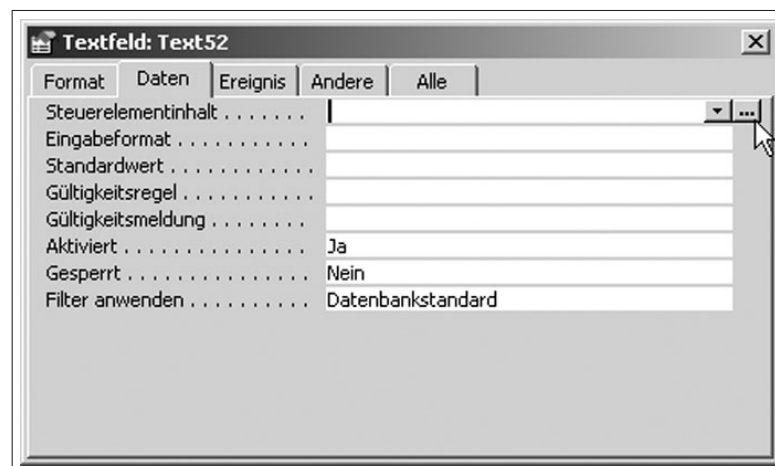 Textfeld: Text52
Format Daten Ereignis Andere Alle
Steuerelementinhalt . . . . . . .
Eingabeformat . . . . . . . . . . .
Standardwert . . . . . . . . . . . .
Gültigkeitsregel . . . . . . . . . . .
Gültigkeitsmeldung . . . . . . . .
Aktiviert . . . . . . . . . . . . . . . Ja
Gesperrt . . . . . . . . . . . . . . . Nein
Filter anwenden . . . . . . . . . . Datenbankstandard